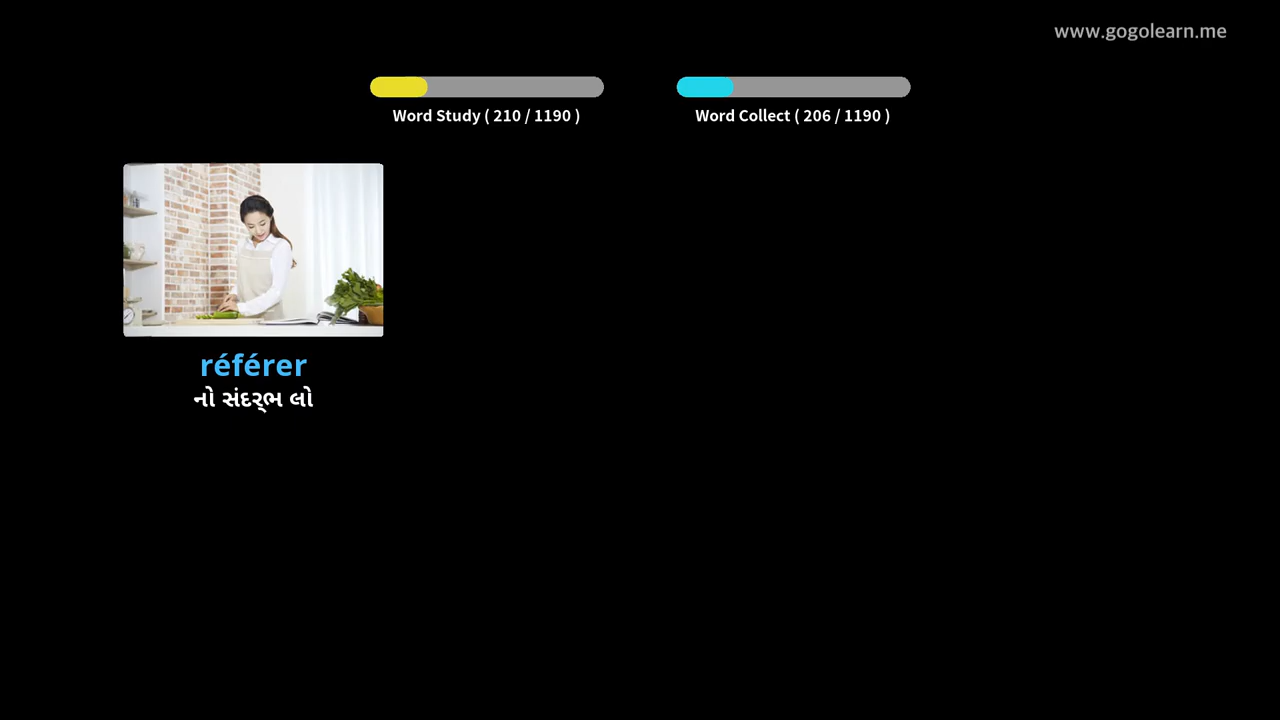 www.gogolearn.me
Word Study ( 210 / 1190 )
Word Collect ( 206 / 1190 )
référer
નો સંદર્ભ લો